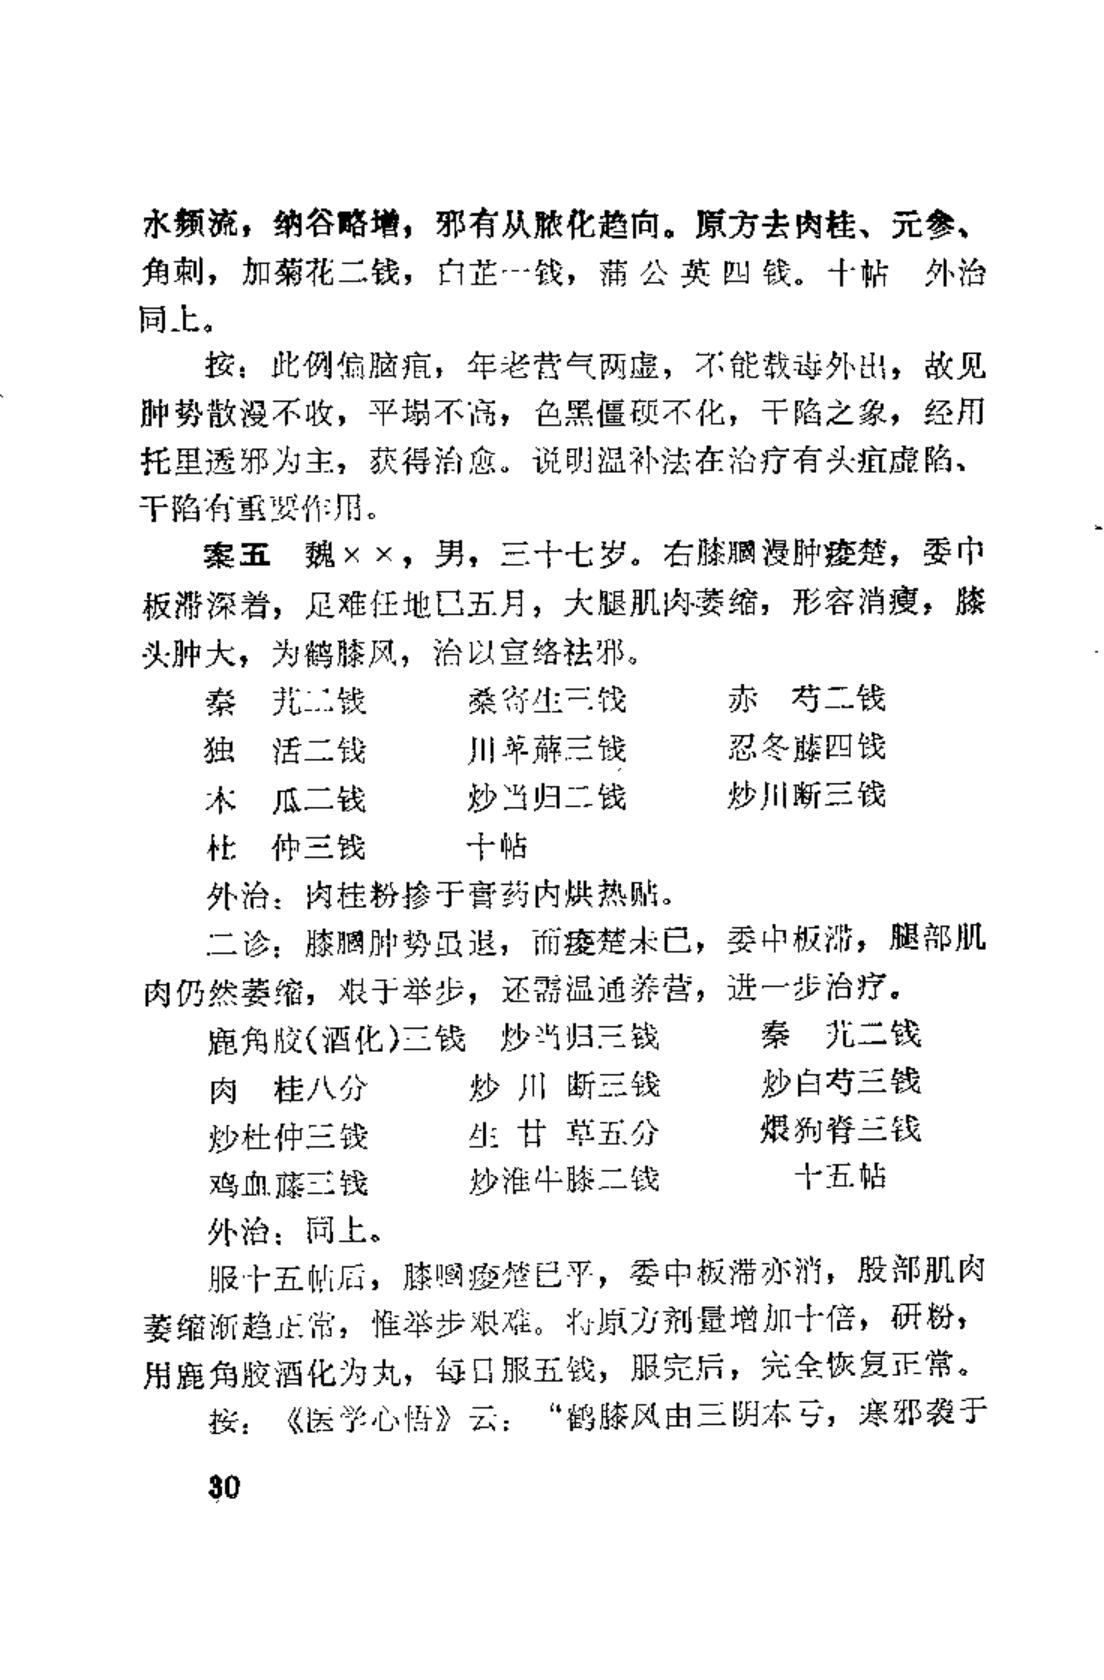 水频流，纳谷略增，邪有从脓化趋向。原方去肉桂、元参、
角刺，加菊花二钱，白芷一钱，蒲公英四钱。十帖　外治
同上。
按：此例偏脑疽，年老营气两虚，不能载毒外出，故见
肿势散漫不收，平塌不高，色黑僵硬不化，干陷之象，经用
托里透邪为主，获得治愈。说明温补法在治疗有头疽虚陷、
干陷有重要作用。
案五　魏××，男，三十七岁。右膝腘漫肿痠楚，委中
板滞深着，足难任地已五月，大腿肌肉萎缩，形容消瘦，膝
头肿大，为鹤膝风，治以宣络祛邪。
秦　艽二钱　桑寄生三钱　赤　芍二钱
独　活二钱　川萆薢三钱　忍冬藤四钱
木　瓜二钱　炒当归二钱　炒川断三钱
杜　仲三钱　十帖
外治：肉桂粉掺于膏药内烘热贴。
二诊：膝腘肿势虽退，而痠楚未已，委中板滞，腿部肌
肉仍然萎缩，艰于举步，还需温通养营，进一步治疗。
鹿角胶(酒化)三钱　炒当归三钱　秦　艽二钱
肉　桂八分　炒川断三钱　炒白芍三钱
炒杜仲三钱　生甘草五分　煨狗脊三钱
鸡血藤三钱　炒淮牛膝二钱　十五帖
外治：同上。
服十五帖后，膝腘痠楚已平，委中板滞亦消，股部肌肉
萎缩渐趋正常，惟举步艰难。将原方剂量增加十倍，研粉，
用鹿角胶酒化为丸，每日服五钱，服完后，完全恢复正常。
按：《医学心悟》云：“鹤膝风由三阴本亏，寒邪袭于
30